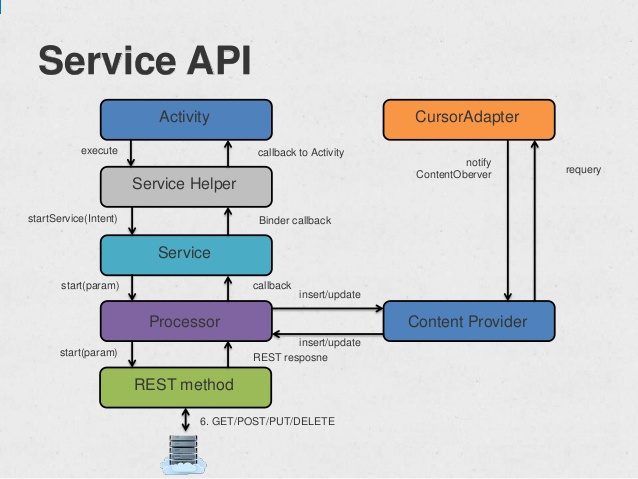 Service API
Activity
CursorAdapter
execute
callback to Activity
notify
ContentOberver
requery
Service Helper
startService(Intent)
Binder callback
Service
start(param)
callback
insert/update
Processor
Content Provider
insert/update
start(param)
REST resposne
REST method
6. GET/POST/PUT/DELETE